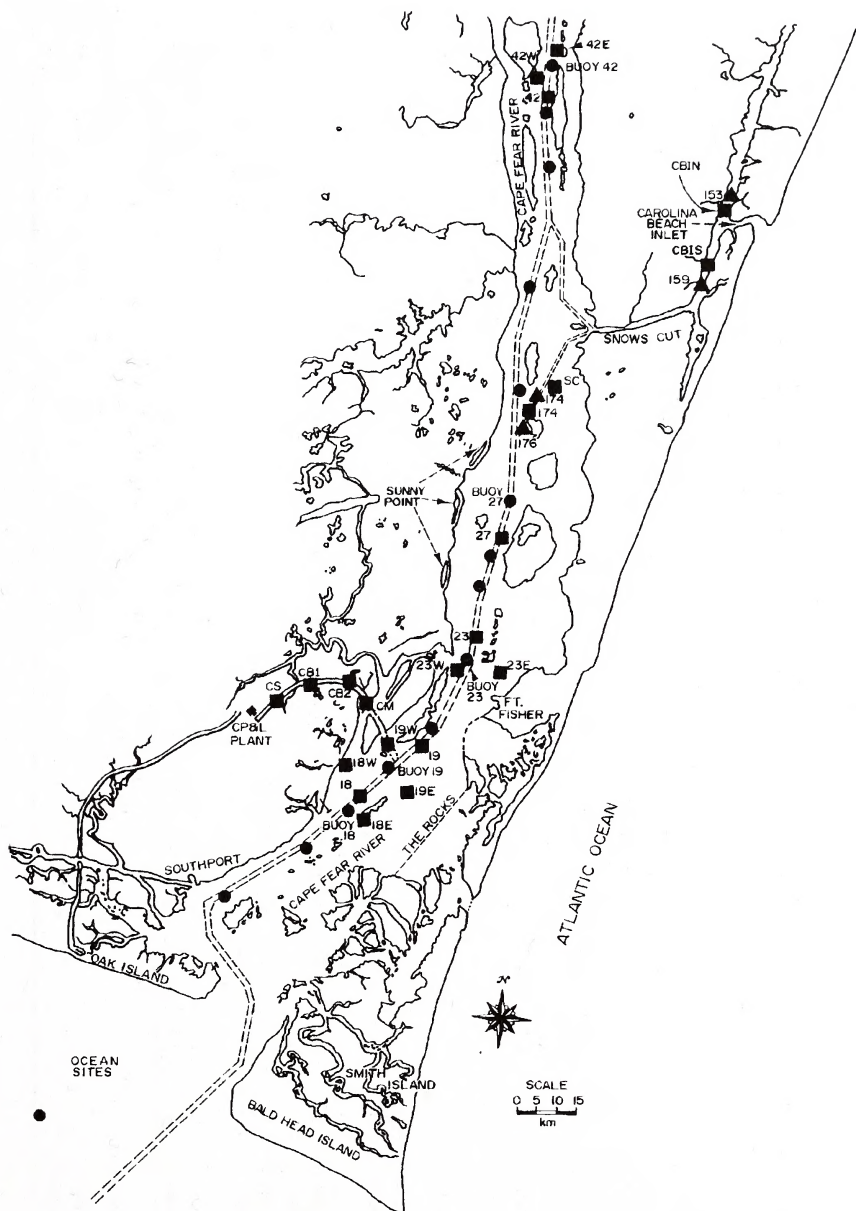 42E
42W
BUOY 42
42
CAPE FEAR RIVER
CBIN
153
CAROLINA
BEACH
INLET
CBIS
159
SNOWS CUT
SC
174
174
176
SUNNY
POINT
BUOY
27
27
23
23W
23E
BUOY
23
FT.
FISHER
CB1
CS
CB2
CM
CP&L
PLANT
19W
19
18W
BUOY 19
18
19E
BUOY
18
18E
THE ROCKS
SOUTHPORT
CAPE FEAR RIVER
ATLANTIC OCEAN
OAK ISLAND
N
OCEAN
SITES
SMITH
ISLAND
SCALE
0 5 10 15
km
BALD HEAD ISLAND